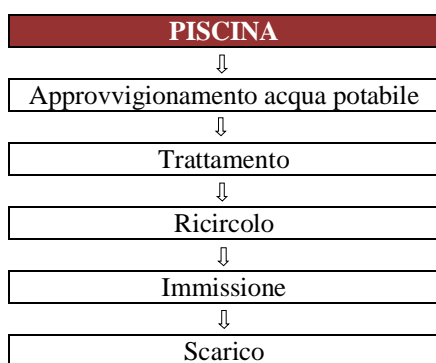 PISCINA
⇩
Approvvigionamento acqua potabile
⇩
Trattamento
⇩
Ricircolo
⇩
Immissione
⇩
Scarico